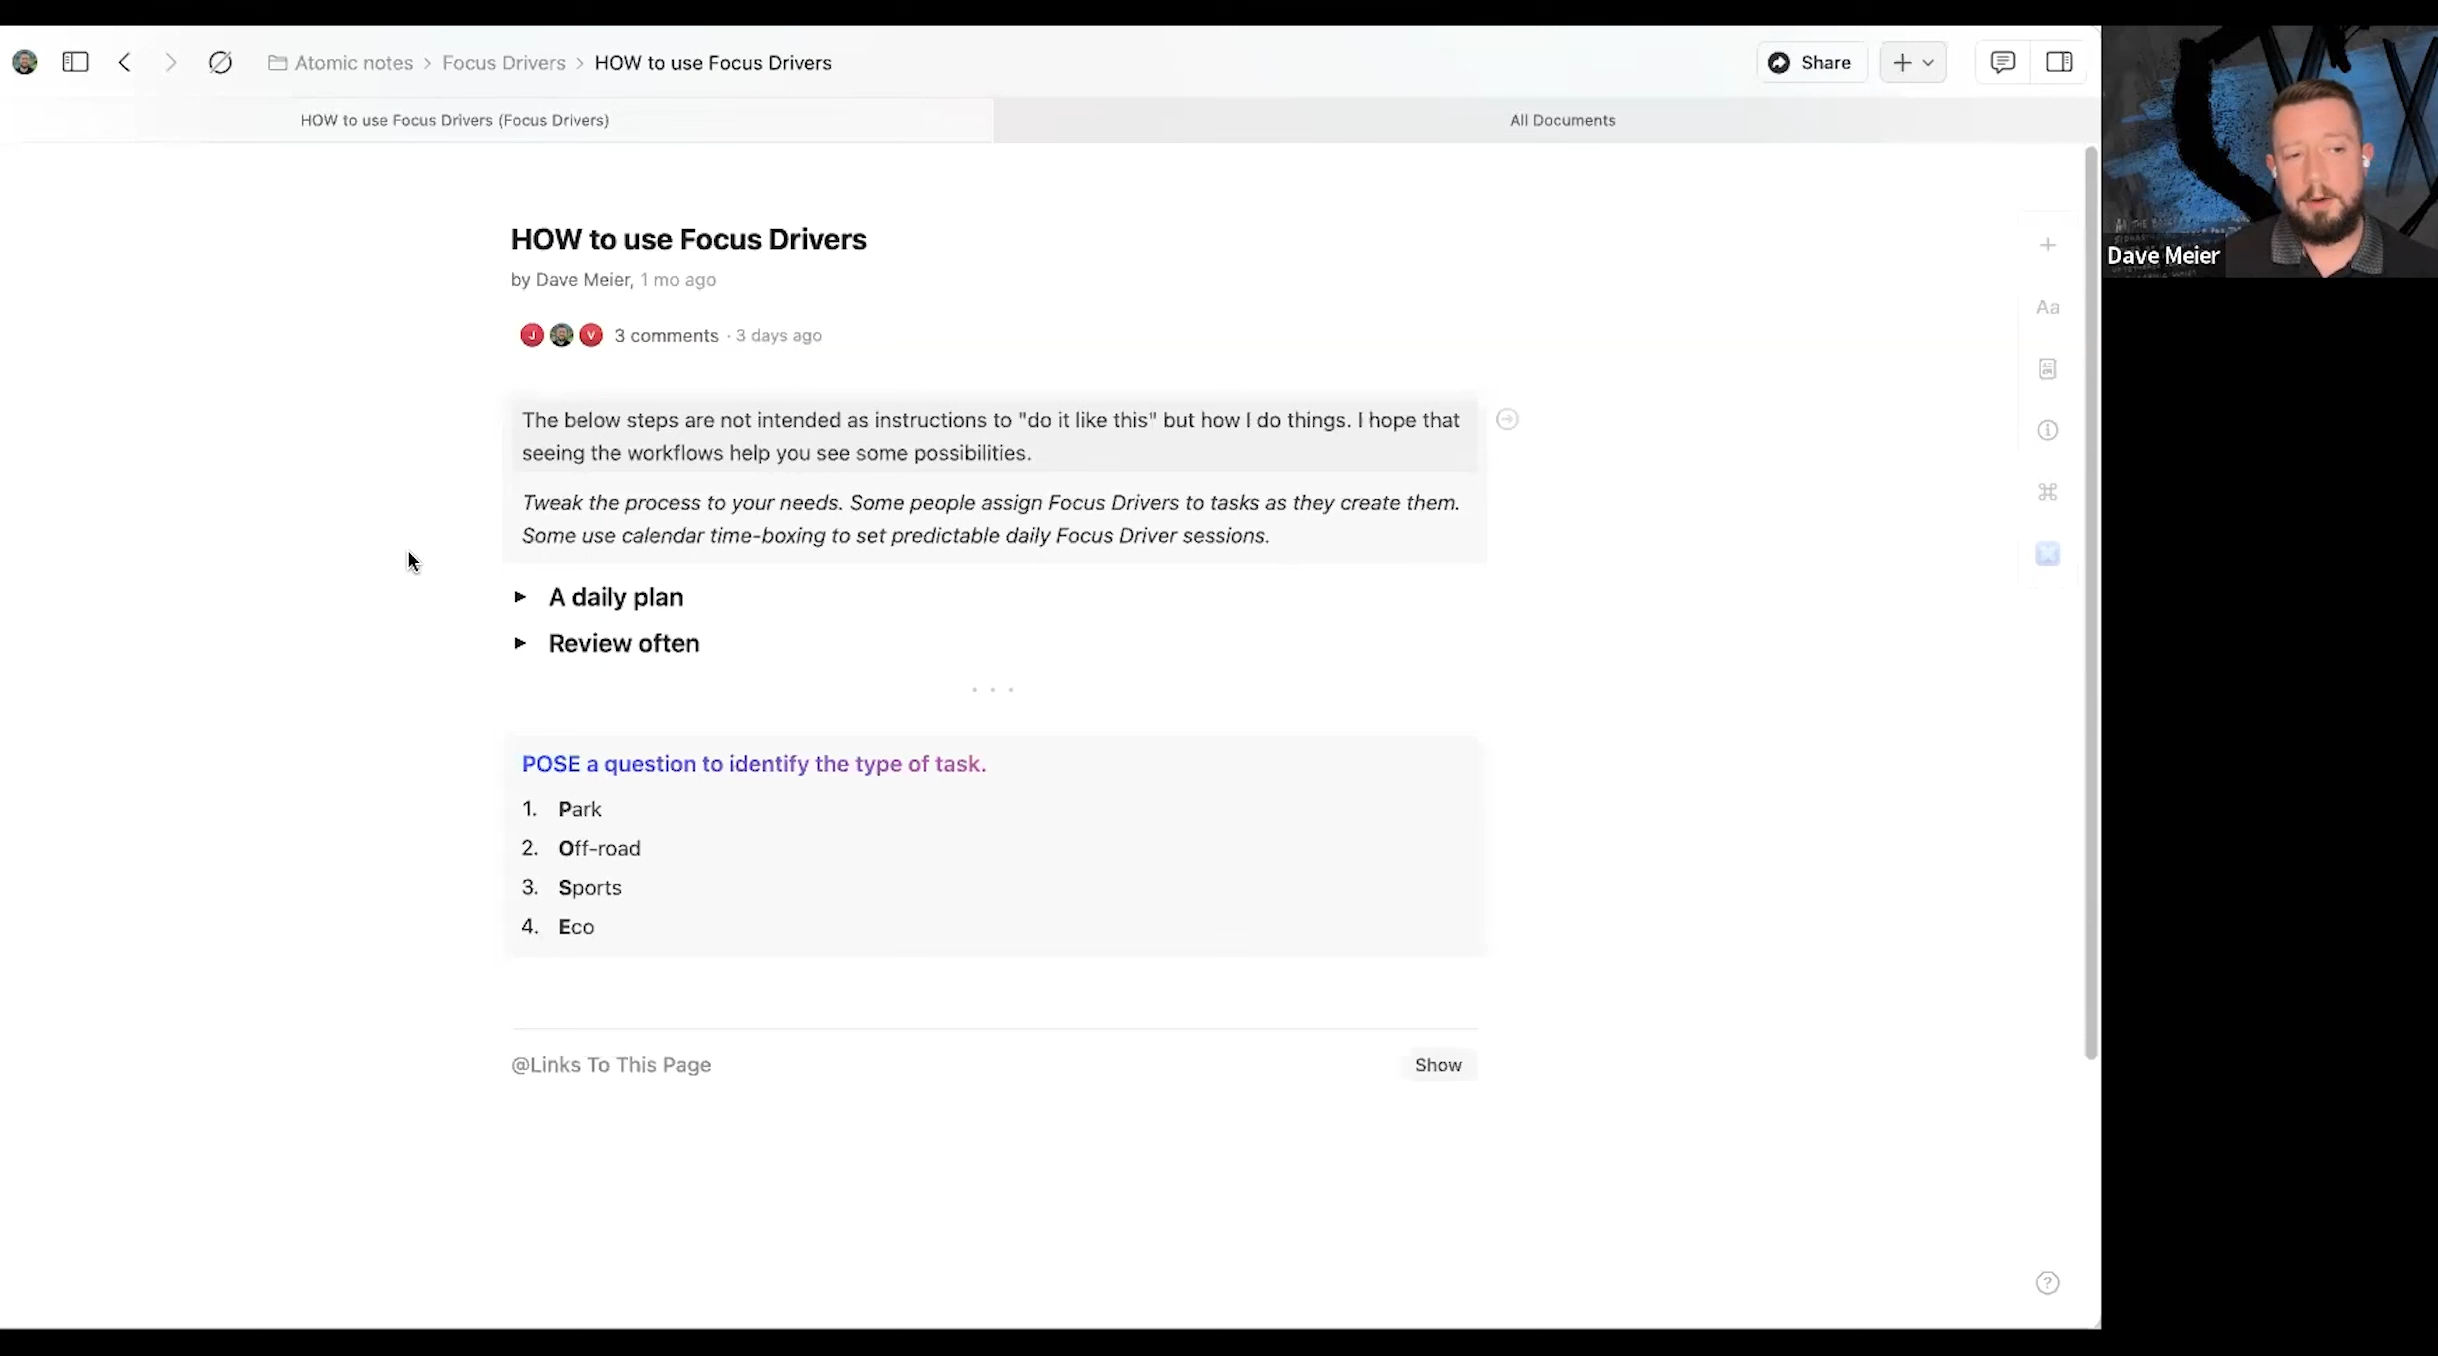 Atomic notes › Focus Drivers › HOW to use Focus Drivers
Share
HOW to use Focus Drivers (Focus Drivers)
All Documents
Dave Meier
HOW to use Focus Drivers
by Dave Meier, 1 mo ago
J V 3 comments · 3 days ago
The below steps are not intended as instructions to "do it like this" but how I do things. I hope that
seeing the workflows help you see some possibilities.
Tweak the process to your needs. Some people assign Focus Drivers to tasks as they create them.
Some use calendar time-boxing to set predictable daily Focus Driver sessions.
Aa
A daily plan
Review often
POSE a question to identify the type of task.
1. Park
2. Off-road
3. Sports
4. Eco
@Links To This Page
Show